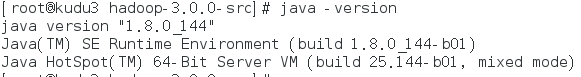 [root@kudu3 hadoop-3.0.0-src]# java -version
java version "1.8.0_144"
Java(TM) SE Runtime Environment (build 1.8.0_144-b01)
Java HotSpot(TM) 64-Bit Server VM (build 25.144-b01, mixed mode)